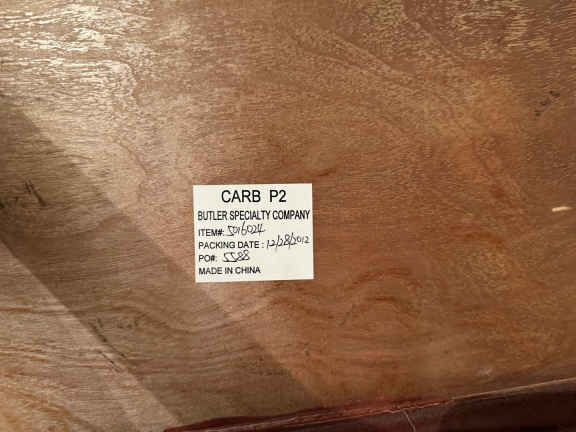 CARB P2
BUTLER SPECIALTY COMPANY
ITEM#: 5016024
PACKING DATE : 12/28/2012
PO#: 5588
MADE IN CHINA